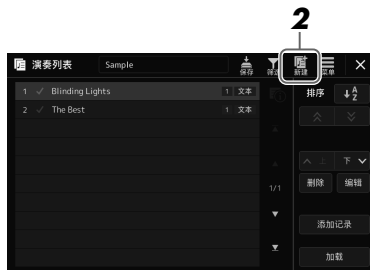 2
演奏列表 Sample 保存 筛选 新建 菜单
1 Blinding Lights 1 文本
2 The Best 1 文本
排序 A Z
上 下
1/1
删除 编辑
添加记录
加载